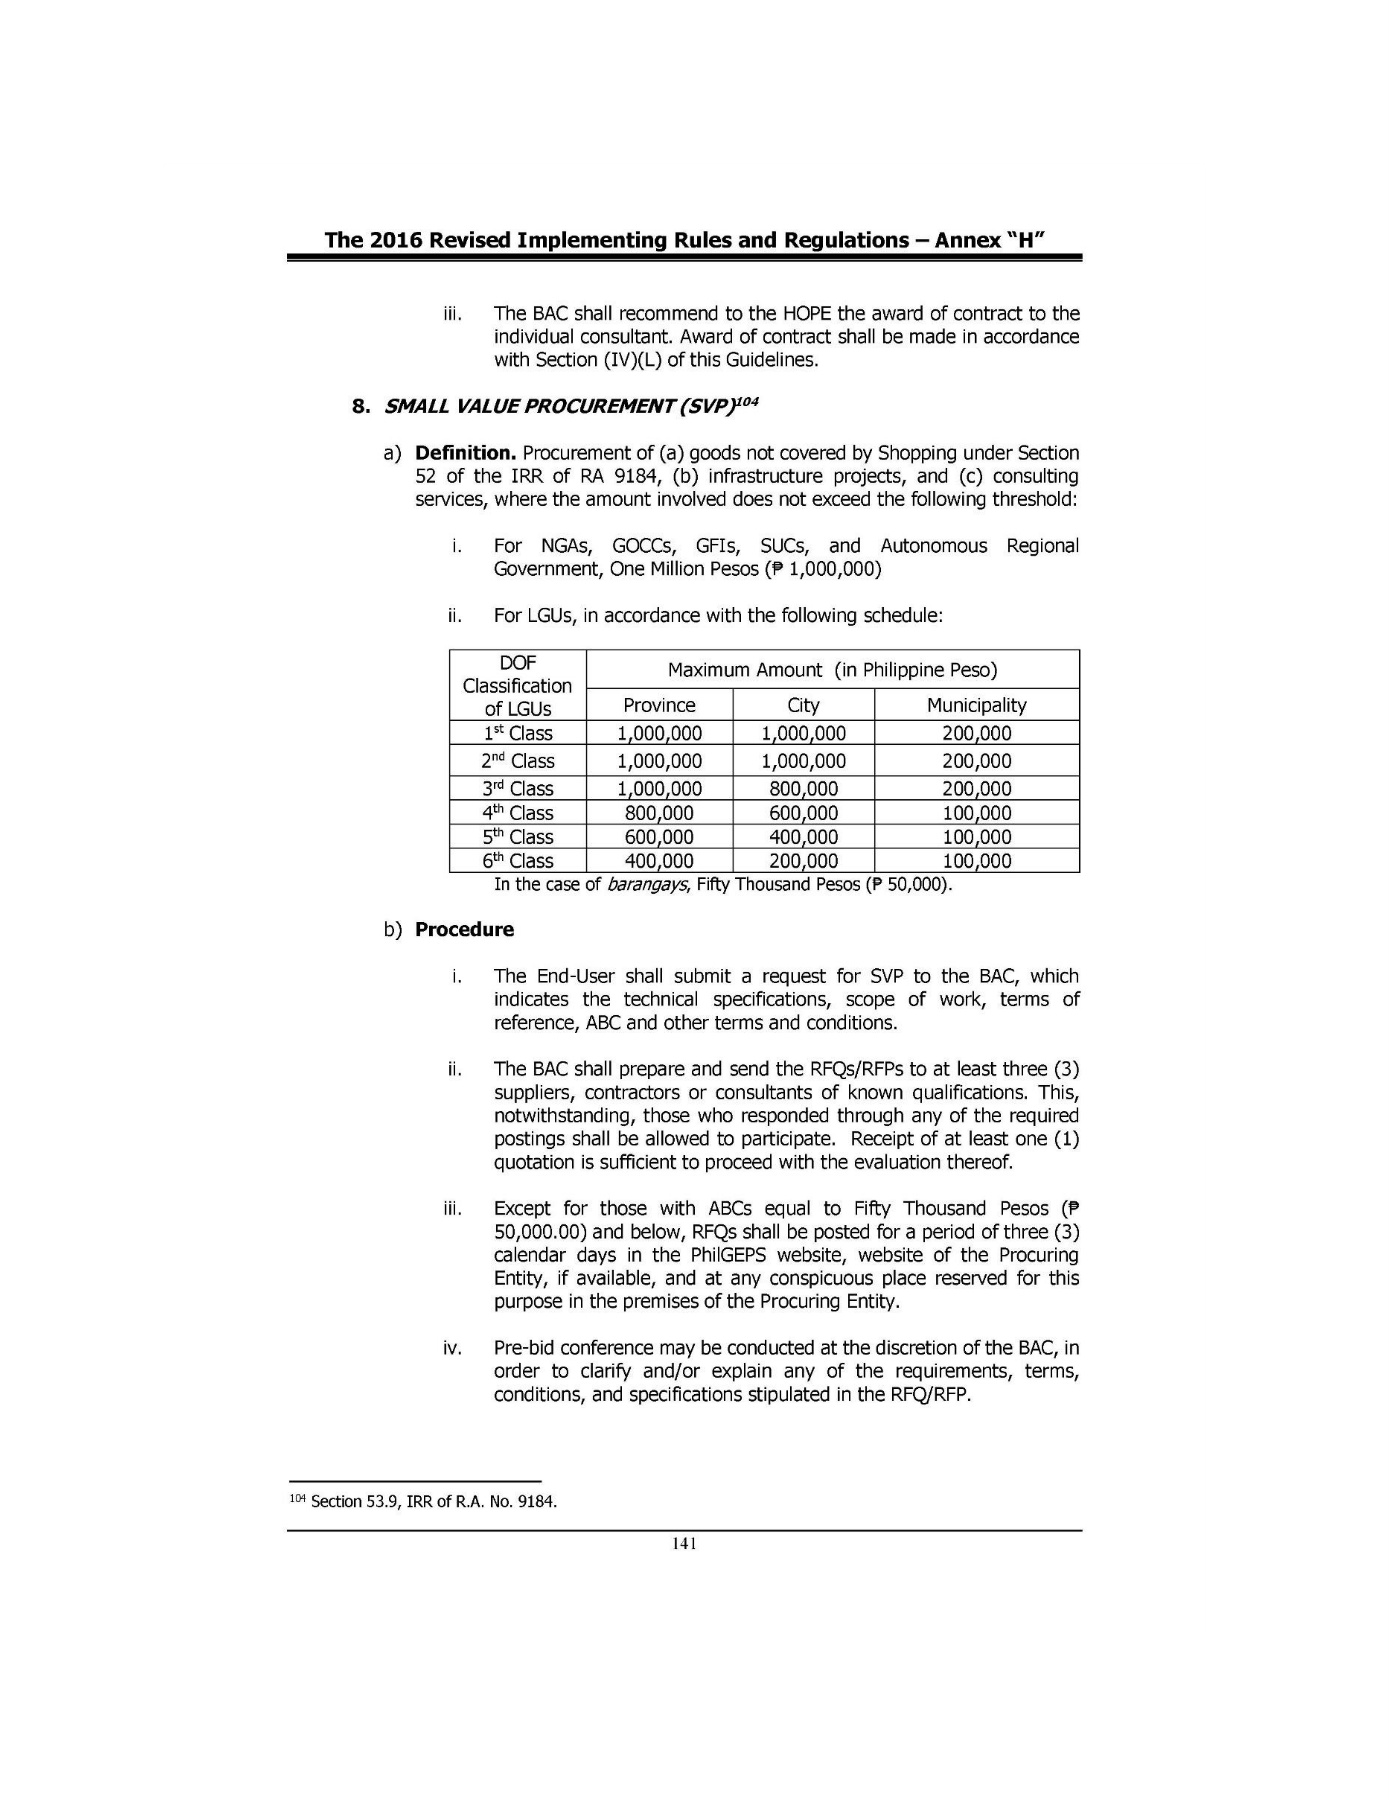 The 2016 Revised Implementing Rules and Regulations – Annex “H”
iii. The BAC shall recommend to the HOPE the award of contract to the
individual consultant. Award of contract shall be made in accordance
with Section (IV)(L) of this Guidelines.
8. SMALL VALUE PROCUREMENT (SVP)104
a) Definition. Procurement of (a) goods not covered by Shopping under Section
52 of the IRR of RA 9184, (b) infrastructure projects, and (c) consulting
services, where the amount involved does not exceed the following threshold:
i. For NGAs, GOCCs, GFIs, SUCs, and Autonomous Regional
Government, One Million Pesos (₱ 1,000,000)
ii. For LGUs, in accordance with the following schedule:
DOF
Classification
of LGUs
Maximum Amount (in Philippine Peso)
Province City Municipality
1st Class 1,000,000 1,000,000 200,000
2nd Class 1,000,000 1,000,000 200,000
3rd Class 1,000,000 800,000 200,000
4th Class 800,000 600,000 100,000
5th Class 600,000 400,000 100,000
6th Class 400,000 200,000 100,000
In the case of barangays, Fifty Thousand Pesos (₱ 50,000).
b) Procedure
i. The End-User shall submit a request for SVP to the BAC, which
indicates the technical specifications, scope of work, terms of
reference, ABC and other terms and conditions.
ii. The BAC shall prepare and send the RFQs/RFPs to at least three (3)
suppliers, contractors or consultants of known qualifications. This,
notwithstanding, those who responded through any of the required
postings shall be allowed to participate. Receipt of at least one (1)
quotation is sufficient to proceed with the evaluation thereof.
iii. Except for those with ABCs equal to Fifty Thousand Pesos (₱
50,000.00) and below, RFQs shall be posted for a period of three (3)
calendar days in the PhilGEPS website, website of the Procuring
Entity, if available, and at any conspicuous place reserved for this
purpose in the premises of the Procuring Entity.
iv. Pre-bid conference may be conducted at the discretion of the BAC, in
order to clarify and/or explain any of the requirements, terms,
conditions, and specifications stipulated in the RFQ/RFP.
104 Section 53.9, IRR of R.A. No. 9184.
141